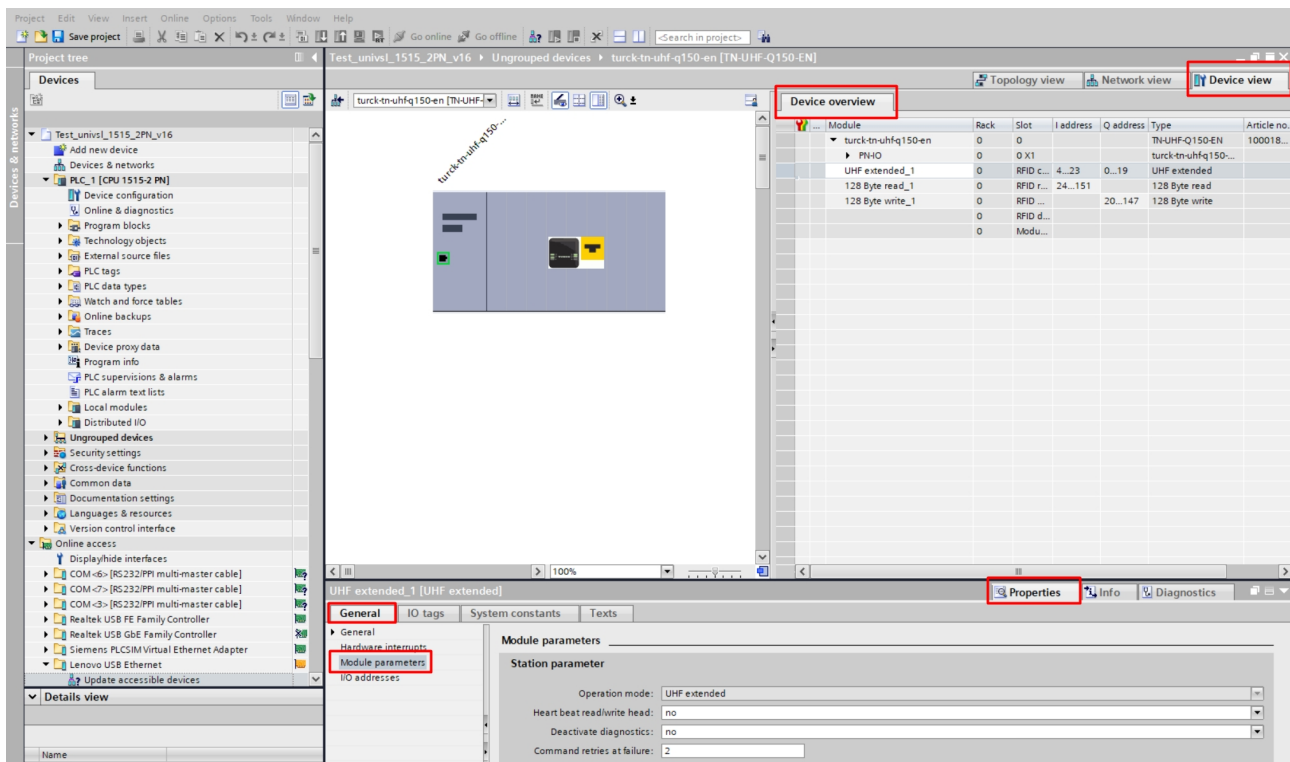 Project Edit View Insert Online Options Tools Window Help
Save project Go online Go offline <Search in project>
Project tree
Test_univsl_1515_2PN_v16 Ungrouped devices turck-tn-uhf-q150-en [TN-UHF-Q150-EN]
Devices
Topology view Network view Device view
turck-tn-uhfq150-en [TN-UHF-
Device overview
Devices & networks
Module Rack Slot I address Q address Type Article no.
turck-tn-uhfq150-en 0 0 TN-UHF-Q150-EN 100018...
PN-IO 0 0 X1 turck-tn-uhfq150-...
UHF extended_1 0 RFID c... 4...23 0...19 UHF extended
128 Byte read_1 0 RFID r... 24...151 128 Byte read
128 Byte write_1 0 RFID ... 20...147 128 Byte write
0 RFID d...
0 Modu...
turck-tn-uhf-q150-...
Test_univsl_1515_2PN_v16
Add new device
Devices & networks
PLC_1 [CPU 1515-2 PN]
Device configuration
Online & diagnostics
Program blocks
Technology objects
External source files
PLC tags
PLC data types
Watch and force tables
Online backups
Traces
Device proxy data
Program info
PLC supervisions & alarms
PLC alarm text lists
Local modules
Distributed I/O
Ungrouped devices
Security settings
Cross-device functions
Common data
Documentation settings
Languages & resources
Version control interface
Online access
Display/hide interfaces
COM <6> [RS232/PPI multi-master cable]
COM <7> [RS232/PPI multi-master cable]
COM <3> [RS232/PPI multi-master cable]
Realtek USB FE Family Controller
Realtek USB GbE Family Controller
Siemens PLCSIM Virtual Ethernet Adapter
Lenovo USB Ethernet
Update accessible devices
Details view
Name
100%
UHF extended_1 [UHF extended]
Properties Info Diagnostics
General IO tags System constants Texts
General
Hardware interrupts
Module parameters
I/O addresses
Module parameters
Station parameter
Operation mode: UHF extended
Heart beat read/write head: no
Deactivate diagnostics: no
Command retries at failure: 2